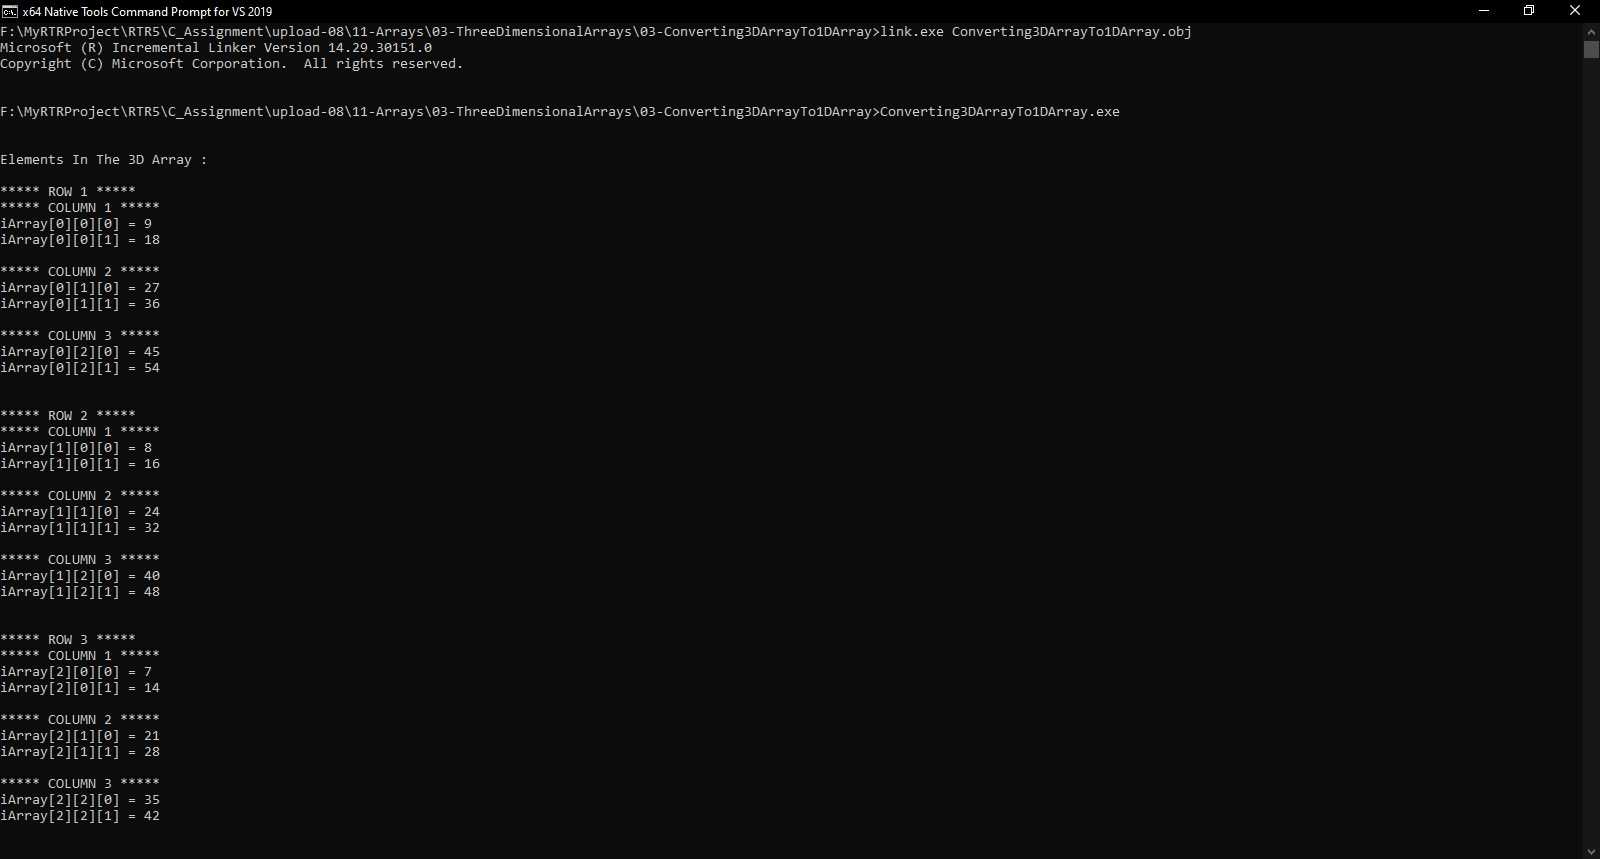 x64 Native Tools Command Prompt for VS 2019
F:\MyRTRProject\RTR5\C_Assignment\upload-08\11-Arrays\03-ThreeDimensionalArrays\03-Converting3DArrayTo1DArray>link.exe Converting3DArrayTo1DArray.obj
Microsoft (R) Incremental Linker Version 14.29.30151.0
Copyright (C) Microsoft Corporation.  All rights reserved.
F:\MyRTRProject\RTR5\C_Assignment\upload-08\11-Arrays\03-ThreeDimensionalArrays\03-Converting3DArrayTo1DArray>Converting3DArrayTo1DArray.exe
Elements In The 3D Array :
***** ROW 1 *****
***** COLUMN 1 *****
iArray[0][0][0] = 9
iArray[0][0][1] = 18
***** COLUMN 2 *****
iArray[0][1][0] = 27
iArray[0][1][1] = 36
***** COLUMN 3 *****
iArray[0][2][0] = 45
iArray[0][2][1] = 54
***** ROW 2 *****
***** COLUMN 1 *****
iArray[1][0][0] = 8
iArray[1][0][1] = 16
***** COLUMN 2 *****
iArray[1][1][0] = 24
iArray[1][1][1] = 32
***** COLUMN 3 *****
iArray[1][2][0] = 40
iArray[1][2][1] = 48
***** ROW 3 *****
***** COLUMN 1 *****
iArray[2][0][0] = 7
iArray[2][0][1] = 14
***** COLUMN 2 *****
iArray[2][1][0] = 21
iArray[2][1][1] = 28
***** COLUMN 3 *****
iArray[2][2][0] = 35
iArray[2][2][1] = 42